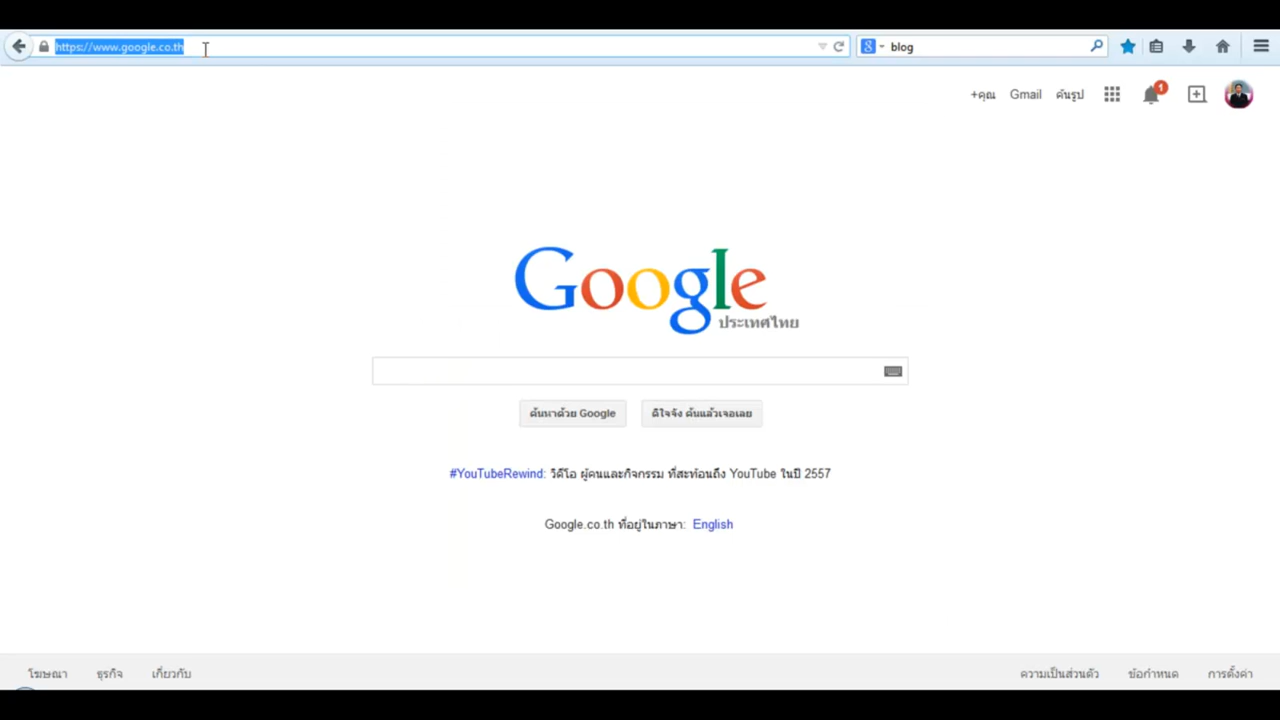 https://www.google.co.th
blog
+คุณ Gmail ค้นรูป 1
Google
ประเทศไทย
ค้นหาด้วย Google ดีใจจัง ค้นแล้วเจอเลย
#YouTubeRewind: วิดีโอ ผู้คนและกิจกรรม ที่สะท้อนถึง YouTube ในปี 2557
Google.co.th ที่อยู่ในภาษา: English
โฆษณา ธุรกิจ เกี่ยวกับ ความเป็นส่วนตัว ข้อกำหนด การตั้งค่า